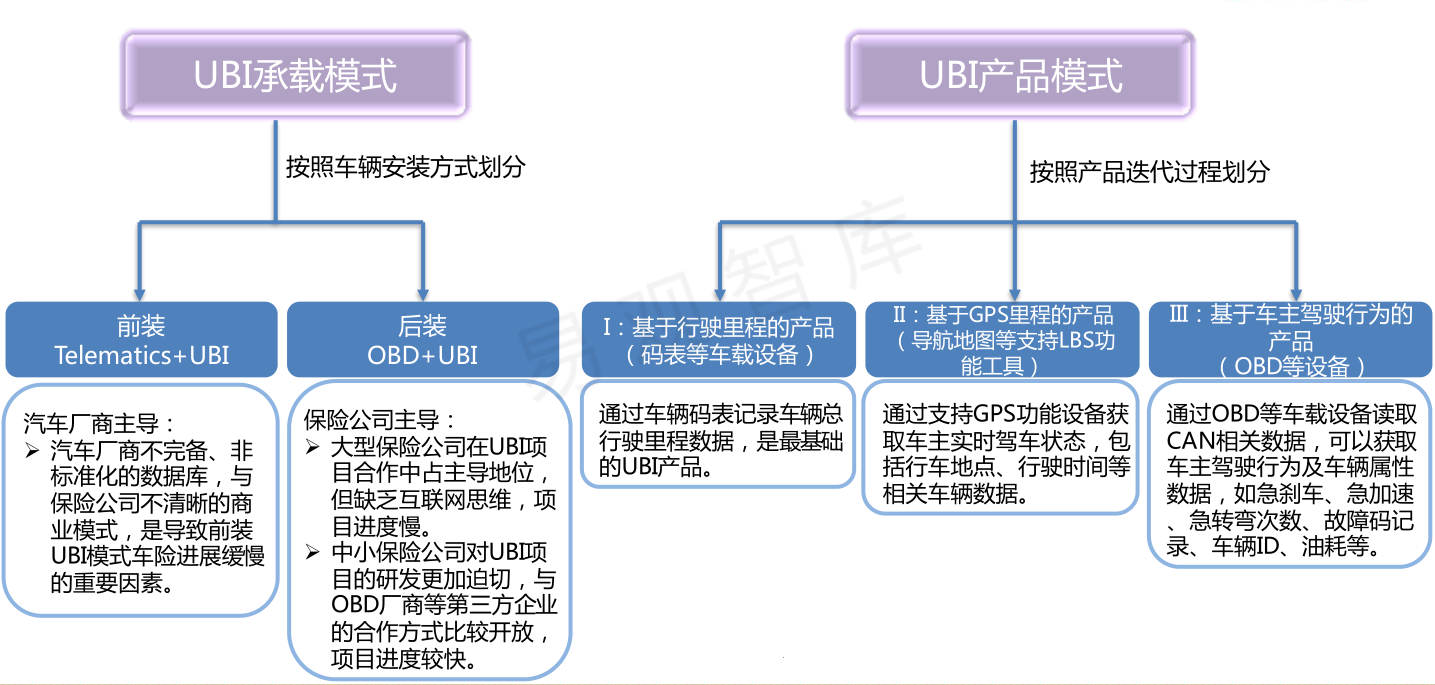 UBI承载模式
按照车辆安装方式划分
前装
Telematics+UBI
汽车厂商主导：
➢ 汽车厂商不完备、非
标准化的数据库，与
保险公司不清晰的商
业模式，是导致前装
UBI模式车险进展缓慢
的重要因素。
后装
OBD+UBI
保险公司主导：
➢ 大型保险公司在UBI项
目合作中占主导地位，
但缺乏互联网思维，项
目进度慢。
➢ 中小保险公司对UBI项
目的研发更加迫切，与
OBD厂商等第三方企业
的合作方式比较开放，
项目进度较快。
UBI产品模式
按照产品迭代过程划分
I：基于行驶里程的产品
（码表等车载设备）
通过车辆码表记录车辆总
行驶里程数据，是最基础
的UBI产品。
II：基于GPS里程的产品
（导航地图等支持LBS功
能工具）
通过支持GPS功能设备获
取车主实时驾车状态，包
括行车地点、行驶时间等
相关车辆数据。
III：基于车主驾驶行为的
产品
（OBD等设备）
通过OBD等车载设备读取
CAN相关数据，可以获取
车主驾驶行为及车辆属性
数据，如急刹车、急加速
、急转弯次数、故障码记
录、车辆ID、油耗等。
易观智库